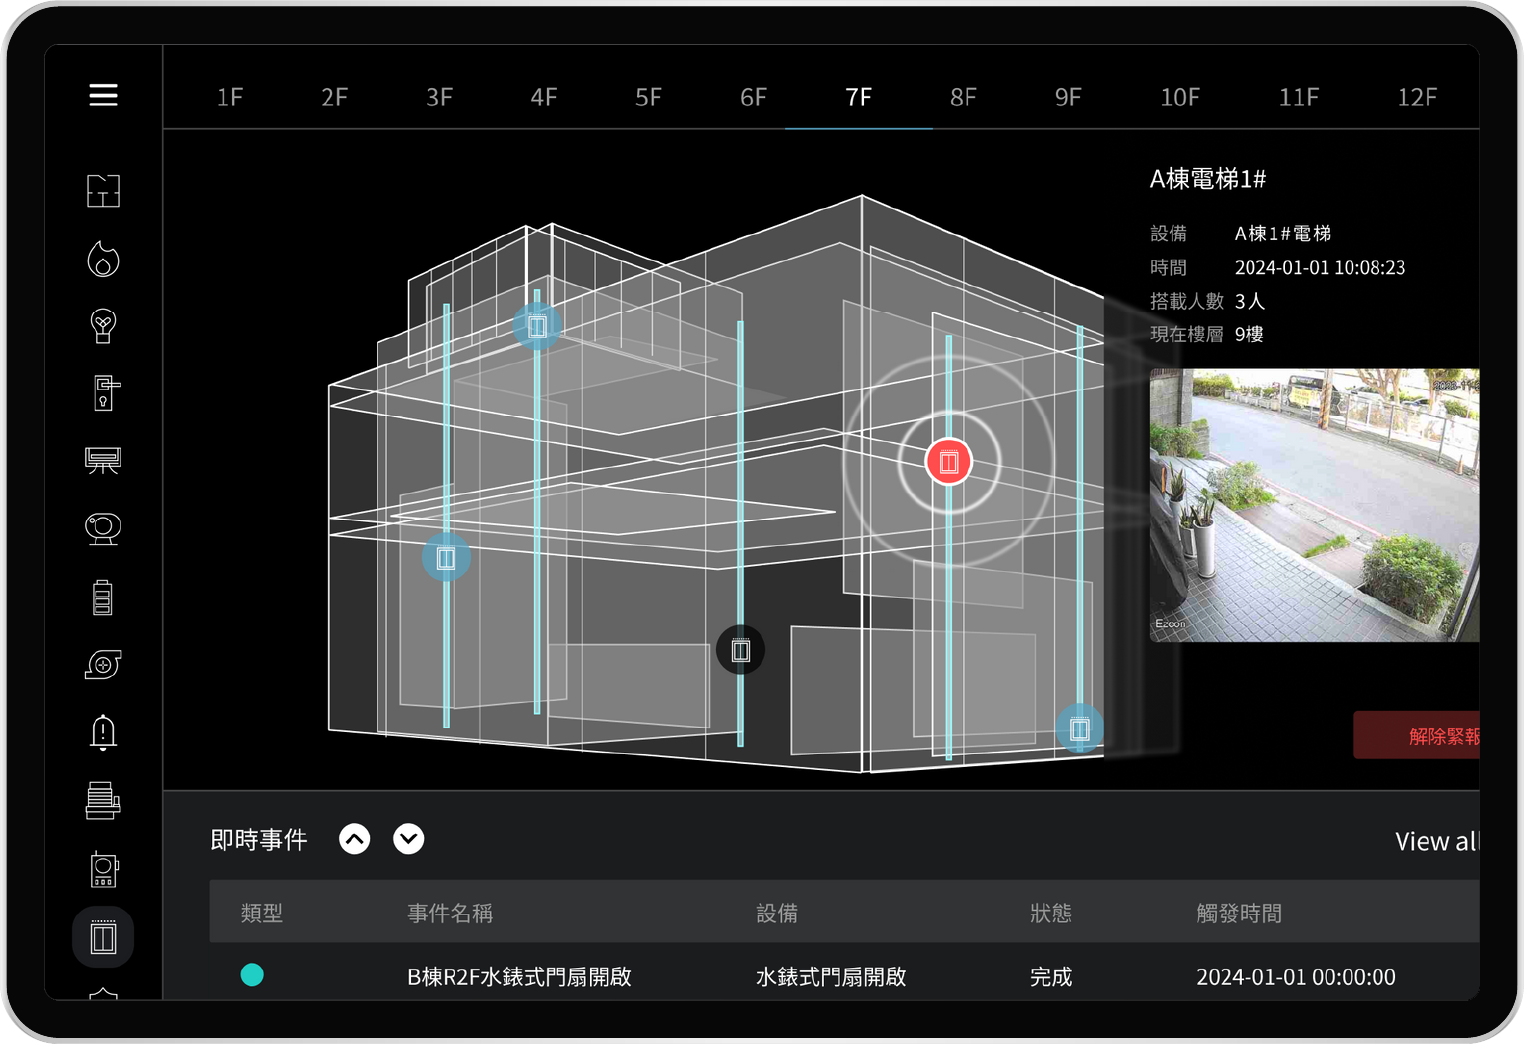 1F 2F 3F 4F 5F 6F 7F 8F 9F 10F 11F 12F
A棟電梯1#
設備 A棟1#電梯
時間 2024-01-01 10:08:23
搭載人數 3人
現在樓層 9樓
Ezcon
解除緊報
即時事件
View all
類型 事件名稱 設備 狀態 觸發時間
B棟R2F水錶式門扇開啟 水錶式門扇開啟 完成 2024-01-01 00:00:00